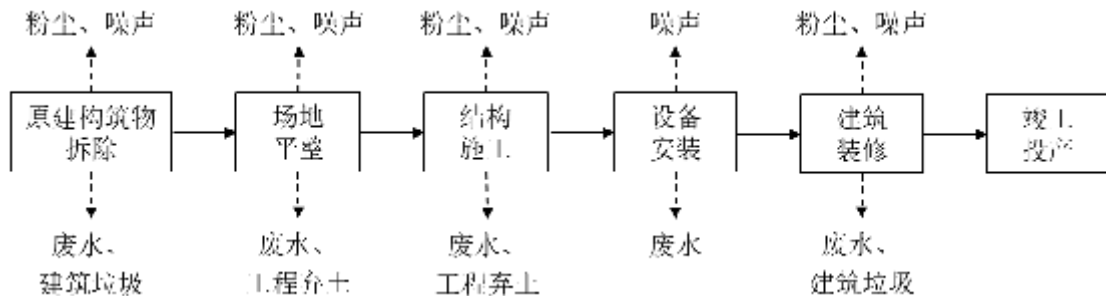 粉尘、噪声
粉尘、噪声
粉尘、噪声
噪声
粉尘、噪声
原建构筑物
拆除
场地
平整
结构
施工
设备
安装
建筑
装修
竣工
投产
废水、
建筑垃圾
废水、
工程弃土
废水、
工程弃土
废水
废水、
建筑垃圾